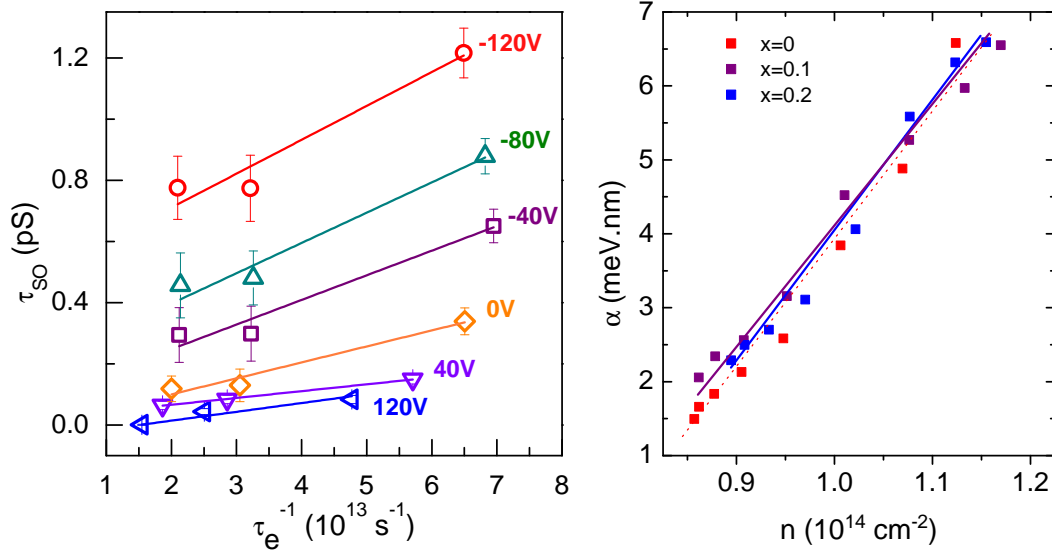 1.2
0.8
0.4
0.0
τSO (pS)
-120V
-80V
-40V
0V
40V
120V
1 2 3 4 5 6 7 8
τe-1 (10^13 s-1)
7
6
5
4
3
2
1
α (meV.nm)
x=0
x=0.1
x=0.2
0.9 1.0 1.1 1.2
n (10^14 cm-2)